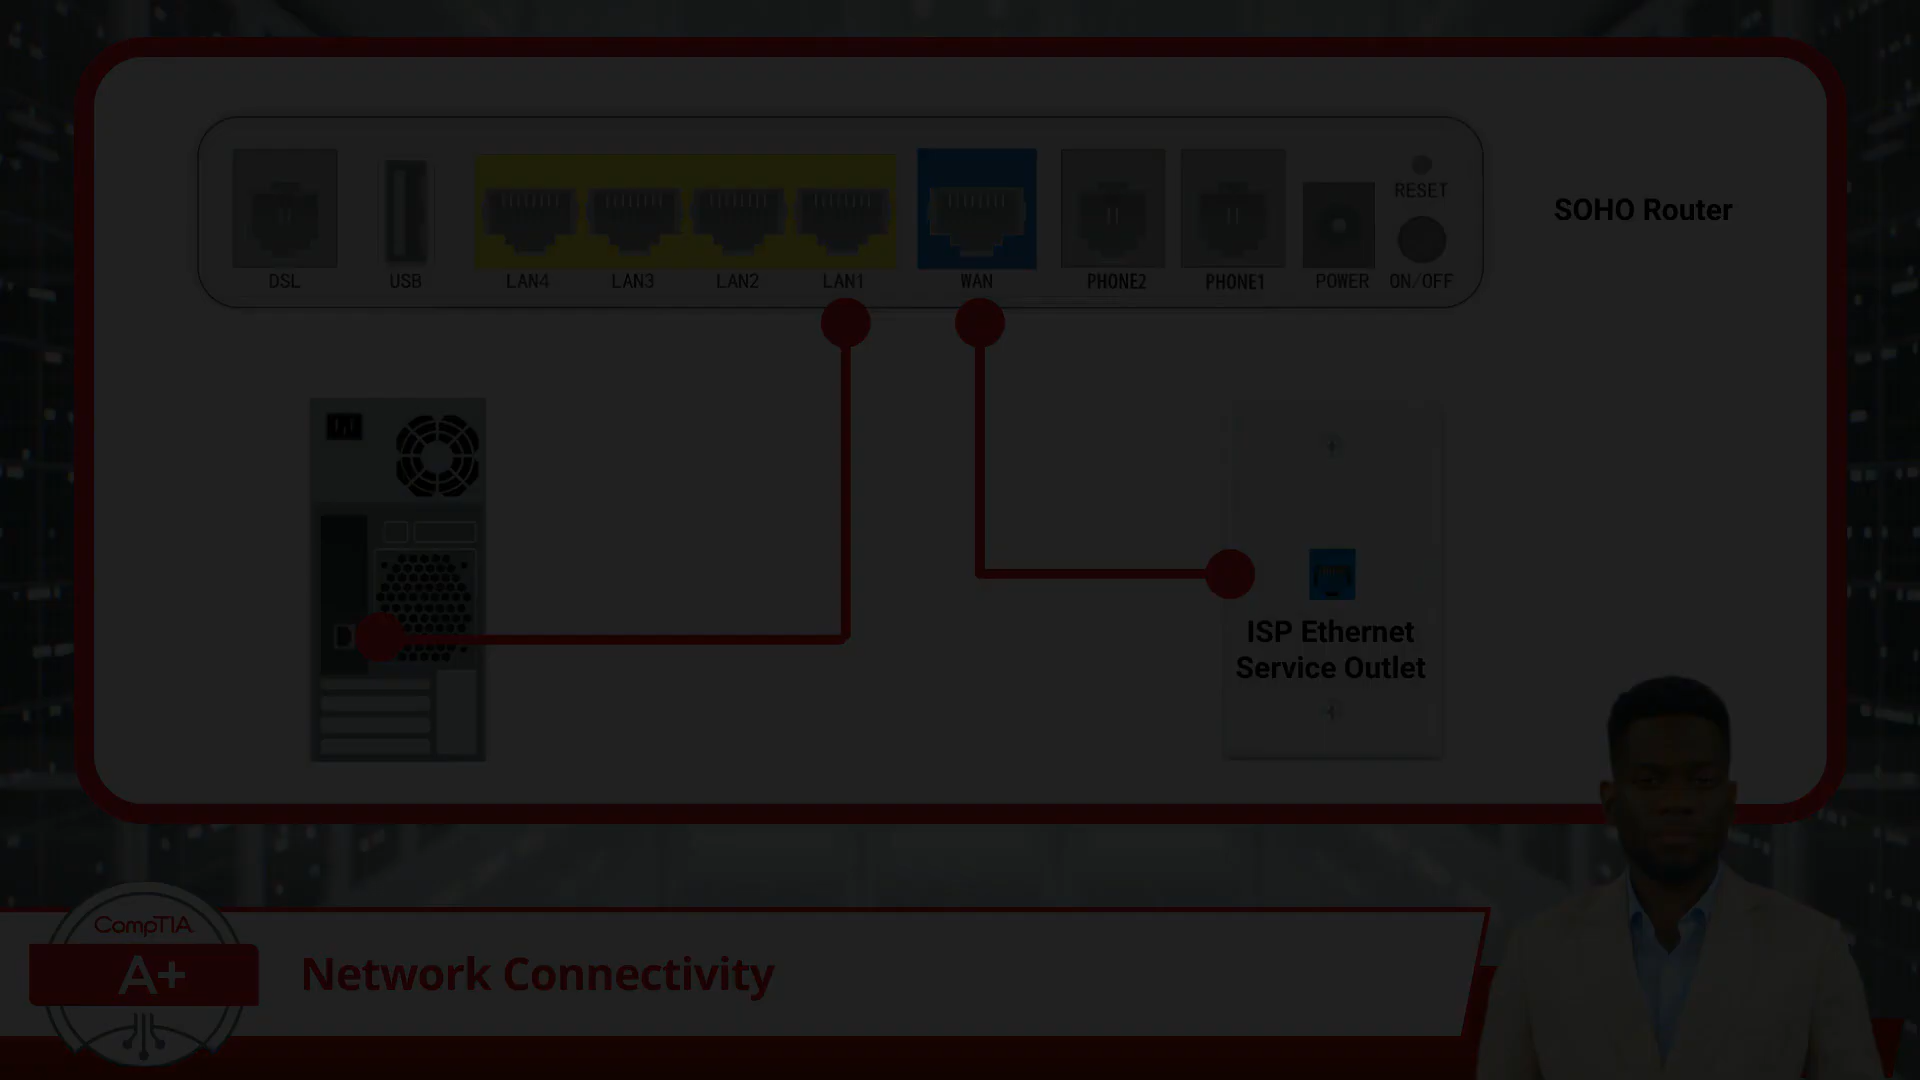 SOHO Router
RESET
DSL
USB
LAN4
LAN3
LAN2
LAN1
WAN
PHONE2
PHONE1
POWER
ON/OFF
ISP Ethernet
Service Outlet
CompTIA
A+
Network Connectivity